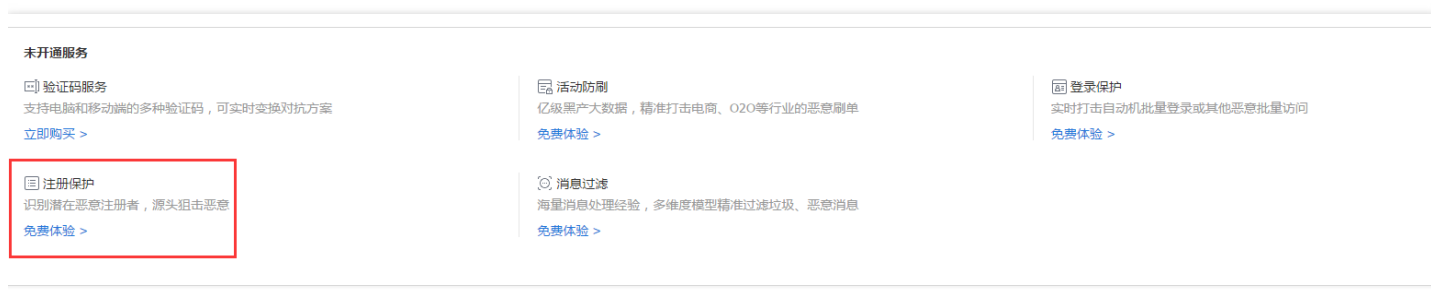 未开通服务
验证码服务
支持电脑和移动端的多种验证码，可实时变换对抗方案
立即购买 >
活动防刷
亿级黑产大数据，精准打击电商、O2O等行业的恶意刷单
免费体验 >
登录保护
实时打击自动机批量登录或其他恶意批量访问
免费体验 >
注册保护
识别潜在恶意注册者，源头狙击恶意
免费体验 >
消息过滤
海量消息处理经验，多维度模型精准过滤垃圾、恶意消息
免费体验 >